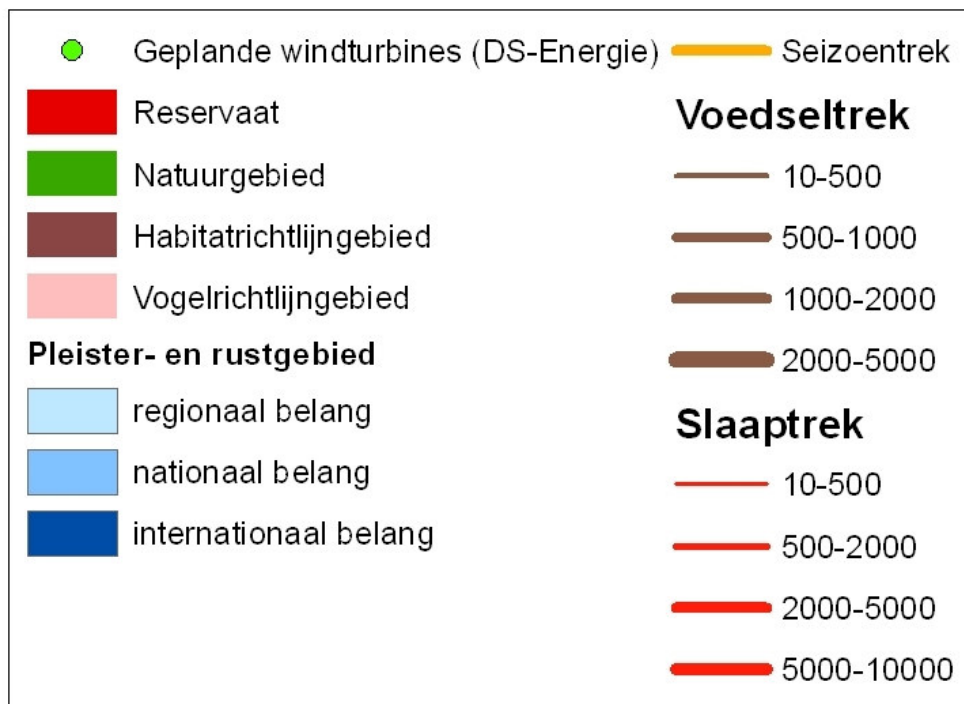 Geplande windturbines (DS-Energie)
Reservaat
Natuurgebied
Habitatrichtlijngebied
Vogelrichtlijngebied
Pleister- en rustgebied
regionaal belang
nationaal belang
internationaal belang
Seizoentrek
Voedseltrek
10-500
500-1000
1000-2000
2000-5000
Slaaptrek
10-500
500-2000
2000-5000
5000-10000